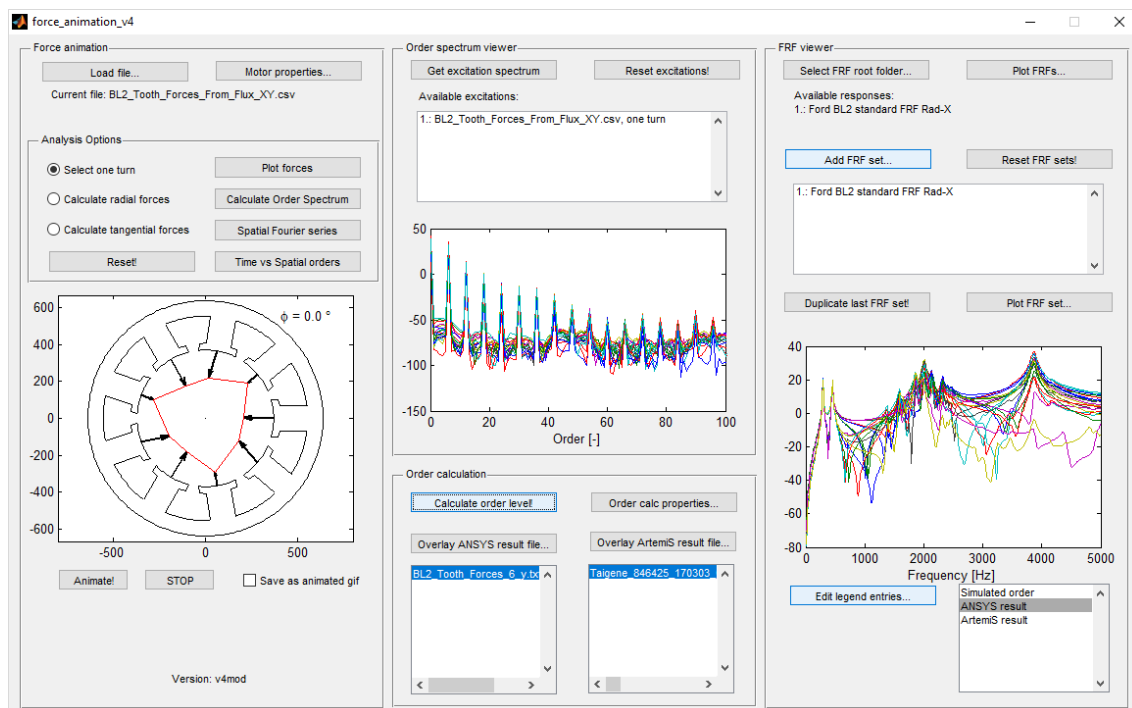 force_animation_v4
Force animation
Load file...
Motor properties...
Current file: BL2_Tooth_Forces_From_Flux_XY.csv
Analysis Options
Select one turn
Plot forces
Calculate radial forces
Calculate Order Spectrum
Calculate tangential forces
Spatial Fourier series
Reset!
Time vs Spatial orders
ϕ = 0.0 °
600
400
200
0
-200
-400
-600
-500
0
500
Animate!
STOP
Save as animated gif
Version: v4mod
Order spectrum viewer
Get excitation spectrum
Reset excitations!
Available excitations:
1.: BL2_Tooth_Forces_From_Flux_XY.csv, one turn
50
0
-50
-100
-150
0
20
40
60
80
100
Order [-]
Order calculation
Calculate order level!
Order calc properties...
Overlay ANSYS result file...
Overlay ArtemiS result file...
BL2_Tooth_Forces_6_y.tx
Taigene_846425_170303_
FRF viewer
Select FRF root folder...
Plot FRFs...
Available responses:
1.: Ford BL2 standard FRF Rad-X
Add FRF set...
Reset FRF sets!
1.: Ford BL2 standard FRF Rad-X
Duplicate last FRF set!
Plot FRF set...
40
20
0
-20
-40
-60
-80
0
1000
2000
3000
4000
5000
Frequency [Hz]
Edit legend entries...
Simulated order
ANSYS result
ArtemiS result